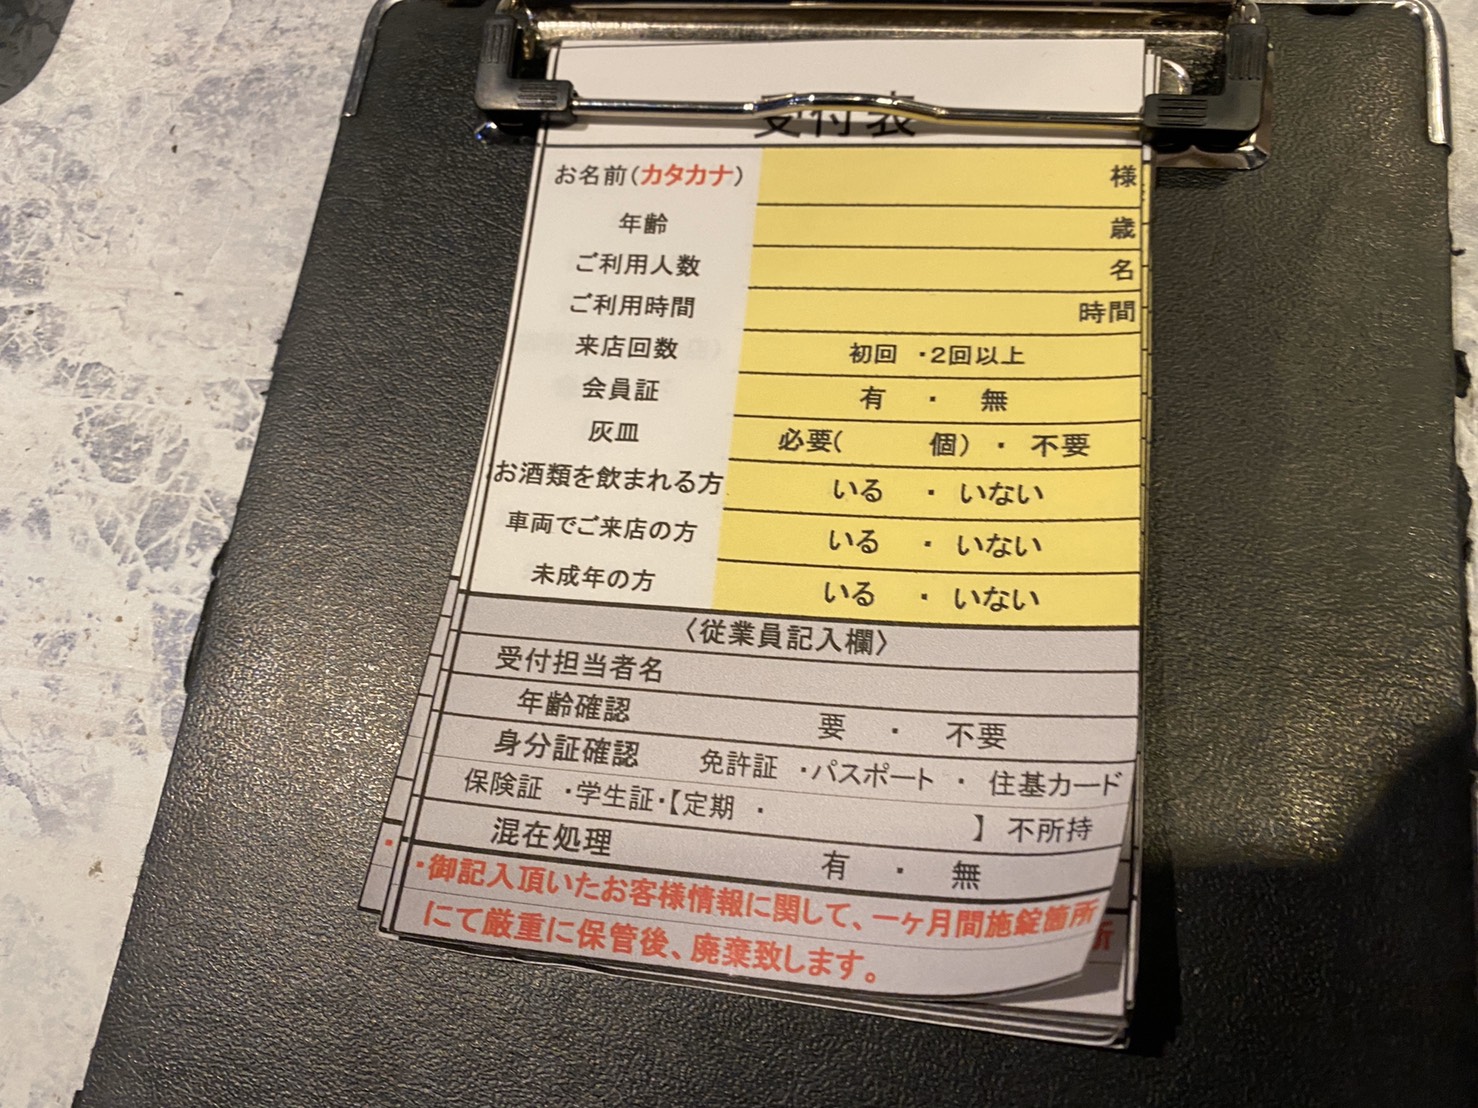 受付表
お名前(カタカナ) 様
年齢 歳
ご利用人数 名
ご利用時間 時間
来店回数 初回 ・2回以上
会員証 有 ・ 無
灰皿 必要( 個) ・ 不要
お酒類を飲まれる方 いる ・ いない
車両でご来店の方 いる ・ いない
未成年の方 いる ・ いない
〈従業員記入欄〉
受付担当者名
年齢確認 要 ・ 不要
身分証確認 免許証 ・パスポート ・ 住基カード
保険証 ・学生証・【定期 ・ 】 不所持
混在処理 有 ・ 無
・御記入頂いたお客様情報に関して、一ヶ月間施錠箇所
にて厳重に保管後、廃棄致します。
所